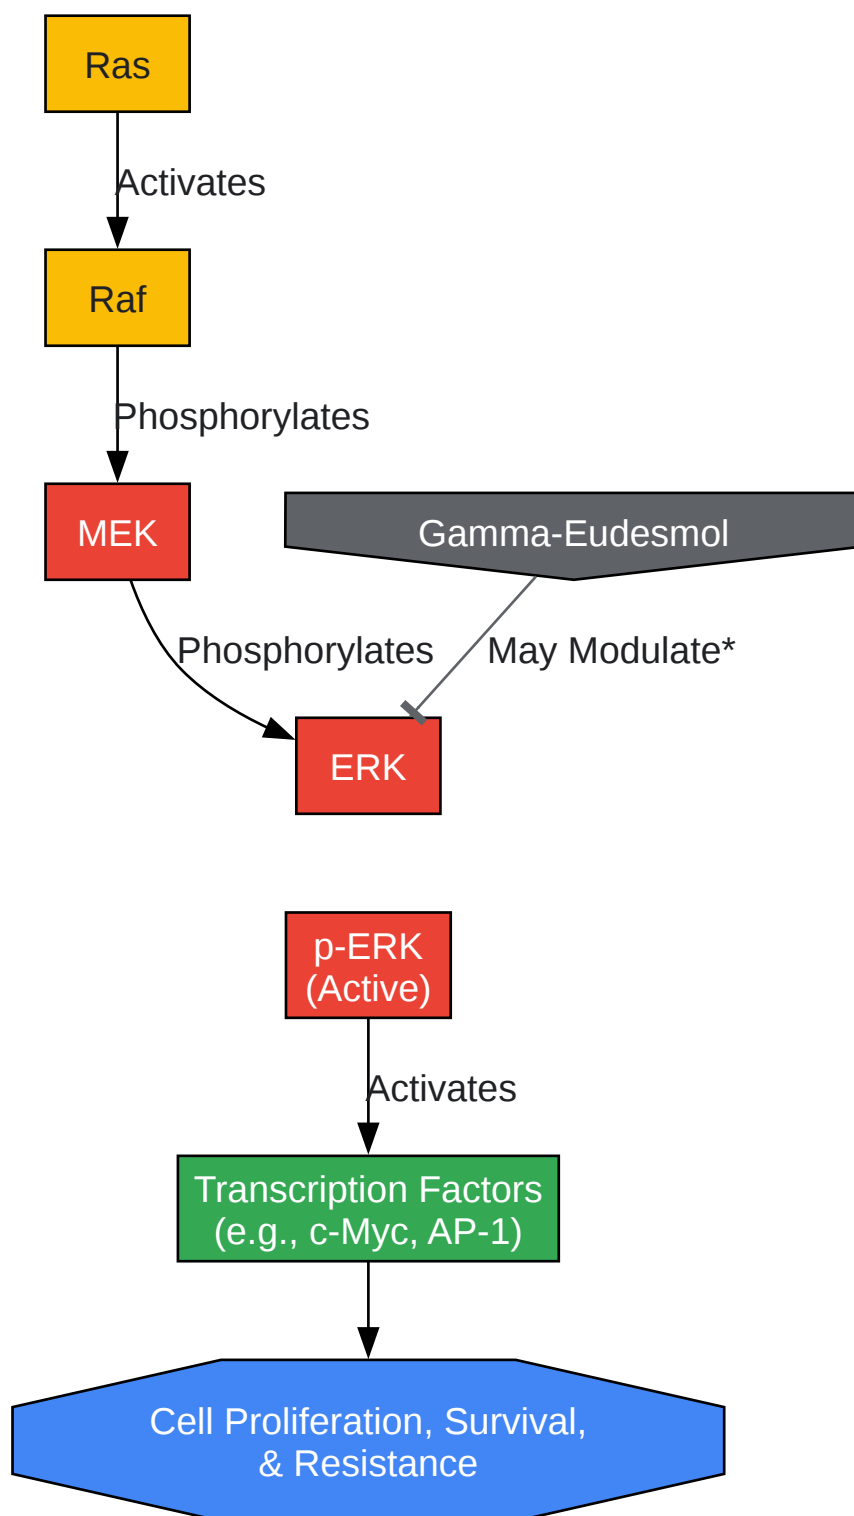 Ras
Activates
Raf
Phosphorylates
MEK
Gamma-Eudesmol
Phosphorylates
May Modulate*
ERK
p-ERK
(Active)
Activates
Transcription Factors
(e.g., c-Myc, AP-1)
Cell Proliferation, Survival,
& Resistance